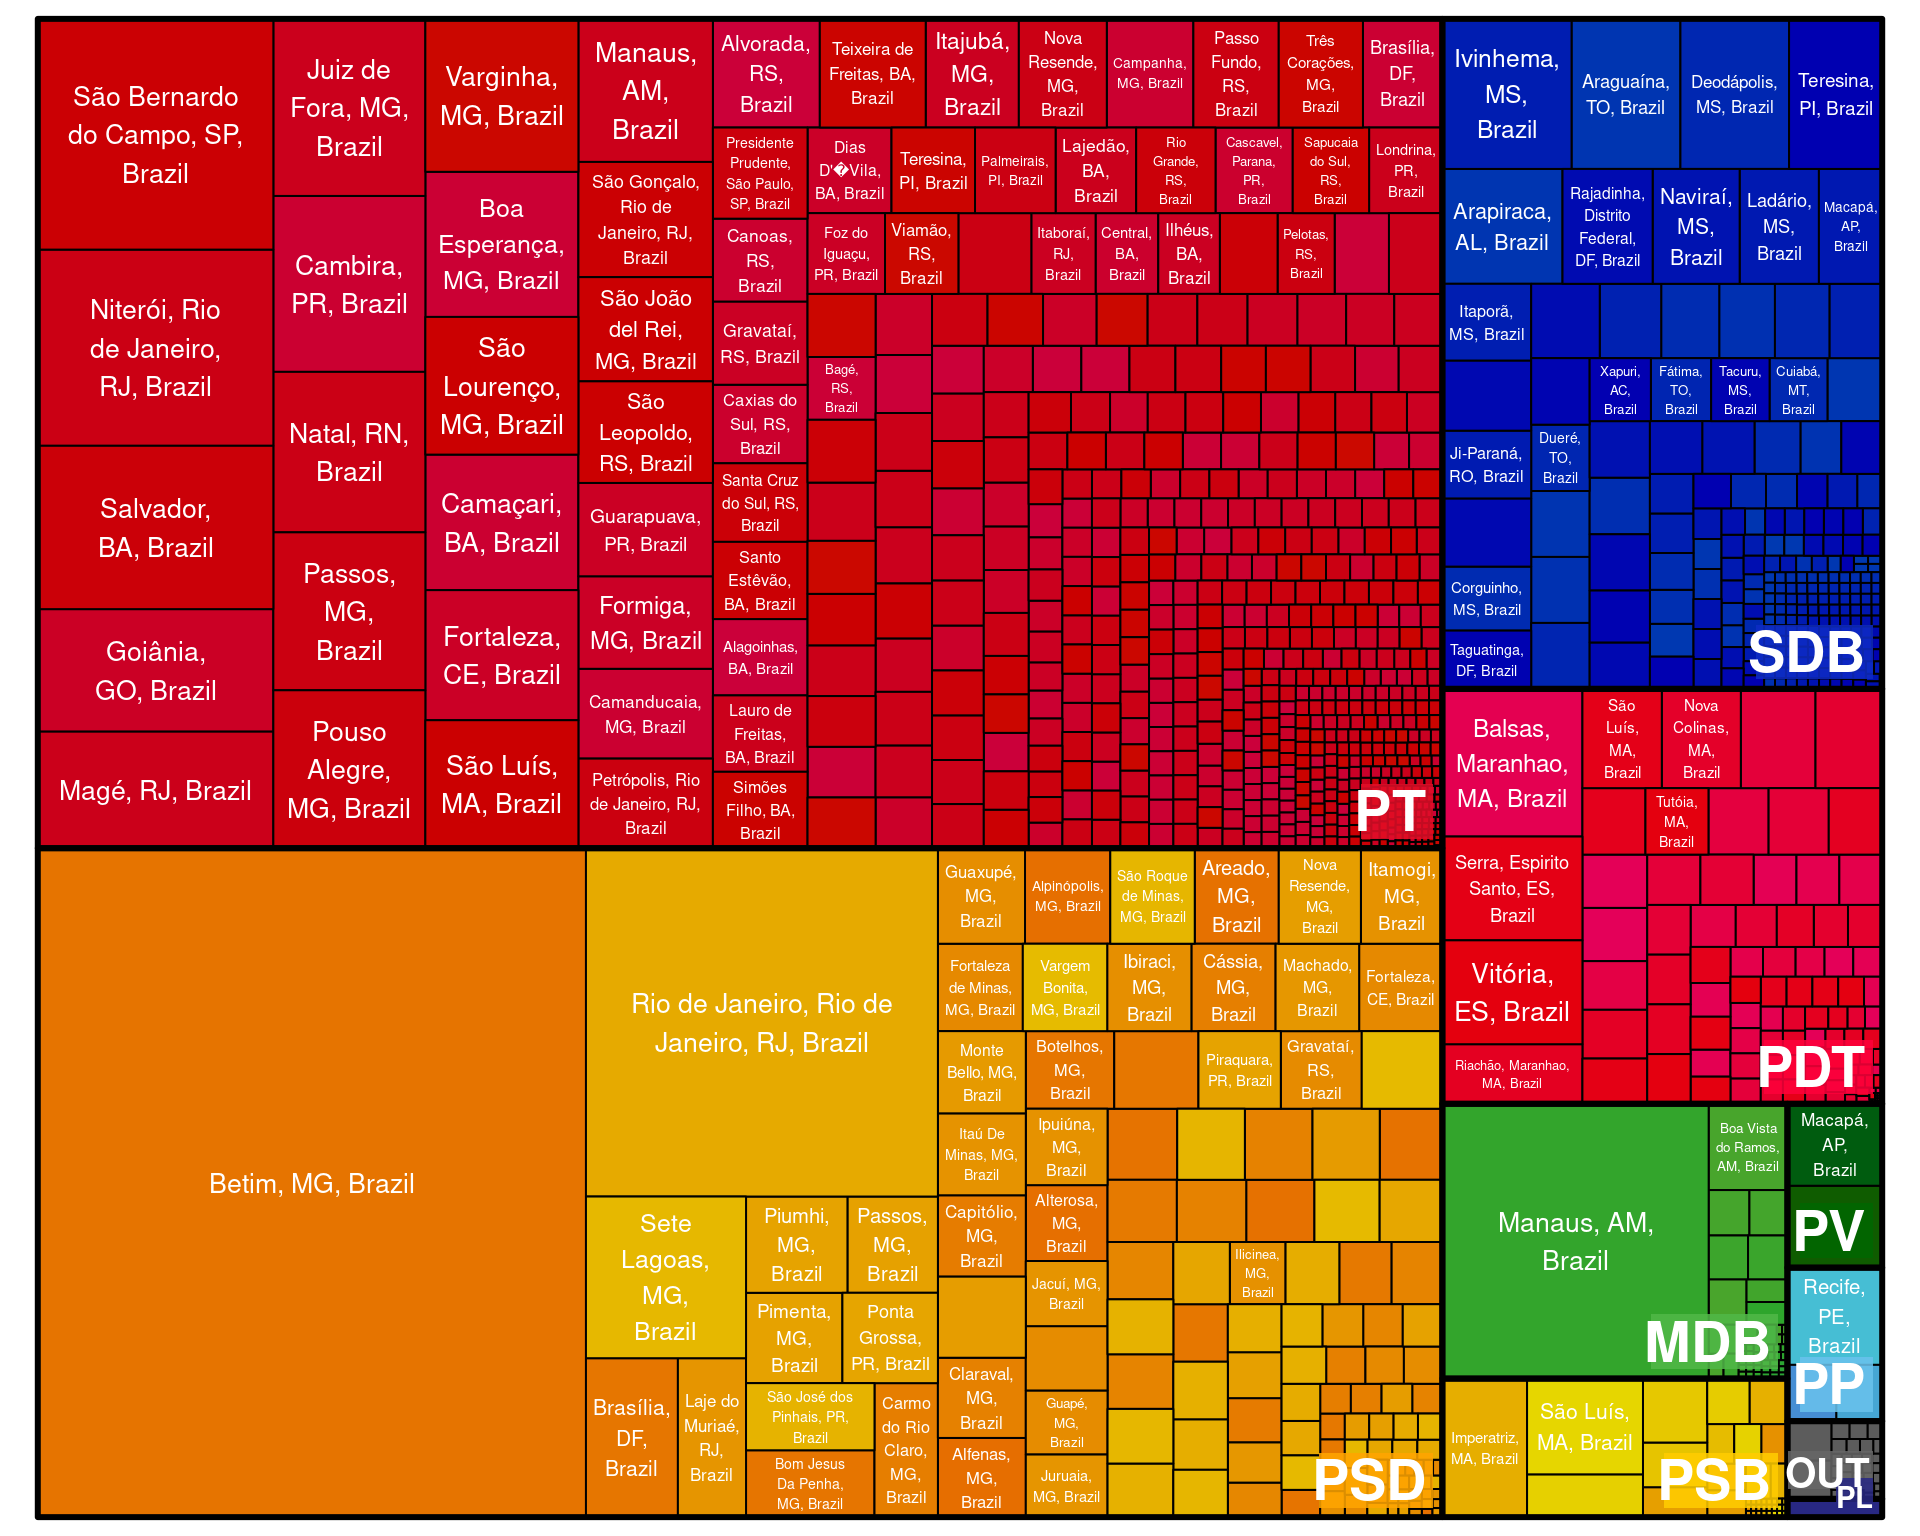 São Bernardo
do Campo, SP,
Brazil
Niterói, Rio
de Janeiro,
RJ, Brazil
Salvador,
BA, Brazil
Goiânia,
GO, Brazil
Magé, RJ, Brazil
Juiz de
Fora, MG,
Brazil
Cambira,
PR, Brazil
Natal, RN,
Brazil
Passos,
MG,
Brazil
Pouso
Alegre,
MG, Brazil
Varginha,
MG, Brazil
Boa
Esperança,
MG, Brazil
São
Lourenço,
MG, Brazil
Camaçari,
BA, Brazil
Fortaleza,
CE, Brazil
São Luís,
MA, Brazil
Manaus,
AM,
Brazil
São Gonçalo,
Rio de
Janeiro, RJ,
Brazil
São João
del Rei,
MG, Brazil
São
Leopoldo,
RS, Brazil
Guarapuava,
PR, Brazil
Formiga,
MG, Brazil
Camanducaia,
MG, Brazil
Petrópolis, Rio
de Janeiro, RJ,
Brazil
Alvorada,
RS,
Brazil
Teixeira de
Freitas, BA,
Brazil
Itajubá,
MG,
Brazil
Nova
Resende,
MG,
Brazil
Campanha,
MG, Brazil
Passo
Fundo,
RS,
Brazil
Três
Corações,
MG,
Brazil
Brasília,
DF,
Brazil
Presidente
Prudente,
São Paulo,
SP, Brazil
Dias
D'�Vila,
BA, Brazil
Teresina,
PI, Brazil
Palmeirais,
PI, Brazil
Lajedão,
BA,
Brazil
Rio
Grande,
RS,
Brazil
Cascavel,
Parana,
PR,
Brazil
Sapucaia
do Sul,
RS,
Brazil
Londrina,
PR,
Brazil
Canoas,
RS,
Brazil
Foz do
Iguaçu,
PR, Brazil
Viamão,
RS,
Brazil
Itaboraí,
RJ,
Brazil
Central,
BA,
Brazil
Ilhéus,
BA,
Brazil
Pelotas,
RS,
Brazil
Gravataí,
RS, Brazil
Bagé,
RS,
Brazil
Caxias do
Sul, RS,
Brazil
Santa Cruz
do Sul, RS,
Brazil
Santo
Estêvão,
BA, Brazil
Alagoinhas,
BA, Brazil
Lauro de
Freitas,
BA, Brazil
Simões
Filho, BA,
Brazil
PT
Ivinhema,
MS,
Brazil
Araguaína,
TO, Brazil
Deodápolis,
MS, Brazil
Teresina,
PI, Brazil
Arapiraca,
AL, Brazil
Rajadinha,
Distrito
Federal,
DF, Brazil
Naviraí,
MS,
Brazil
Ladário,
MS,
Brazil
Macapá,
AP,
Brazil
Itaporã,
MS, Brazil
Xapuri,
AC,
Brazil
Fátima,
TO,
Brazil
Tacuru,
MS,
Brazil
Cuiabá,
MT,
Brazil
Ji-Paraná,
RO, Brazil
Dueré,
TO,
Brazil
Corguinho,
MS, Brazil
Taguatinga,
DF, Brazil
SDB
Balsas,
Maranhao,
MA, Brazil
São
Luís,
MA,
Brazil
Nova
Colinas,
MA,
Brazil
Tutóia,
MA,
Brazil
Serra, Espirito
Santo, ES,
Brazil
Vitória,
ES, Brazil
Riachão, Maranhao,
MA, Brazil
PDT
Betim, MG, Brazil
Rio de Janeiro, Rio de
Janeiro, RJ, Brazil
Sete
Lagoas,
MG,
Brazil
Piumhi,
MG,
Brazil
Passos,
MG,
Brazil
Pimenta,
MG,
Brazil
Ponta
Grossa,
PR, Brazil
Brasília,
DF,
Brazil
Laje do
Muriaé,
RJ,
Brazil
São José dos
Pinhais, PR,
Brazil
Bom Jesus
Da Penha,
MG, Brazil
Carmo
do Rio
Claro,
MG,
Brazil
Guaxupé,
MG,
Brazil
Alpinópolis,
MG, Brazil
São Roque
de Minas,
MG, Brazil
Areado,
MG,
Brazil
Nova
Resende,
MG,
Brazil
Itamogi,
MG,
Brazil
Fortaleza
de Minas,
MG, Brazil
Vargem
Bonita,
MG, Brazil
Ibiraci,
MG,
Brazil
Cássia,
MG,
Brazil
Machado,
MG,
Brazil
Fortaleza,
CE, Brazil
Monte
Bello, MG,
Brazil
Botelhos,
MG,
Brazil
Piraquara,
PR, Brazil
Gravataí,
RS,
Brazil
Itaú De
Minas, MG,
Brazil
Ipuiúna,
MG,
Brazil
Capitólio,
MG,
Brazil
Alterosa,
MG,
Brazil
Jacuí, MG,
Brazil
Ilicinea,
MG,
Brazil
Claraval,
MG,
Brazil
Guapé,
MG,
Brazil
Alfenas,
MG,
Brazil
Juruaia,
MG, Brazil
PSD
Manaus, AM,
Brazil
Boa Vista
do Ramos,
AM, Brazil
MDB
Macapá,
AP,
Brazil
PV
Recife,
PE,
Brazil
PP
Imperatriz,
MA, Brazil
São Luís,
MA, Brazil
PSB
OUT
PL